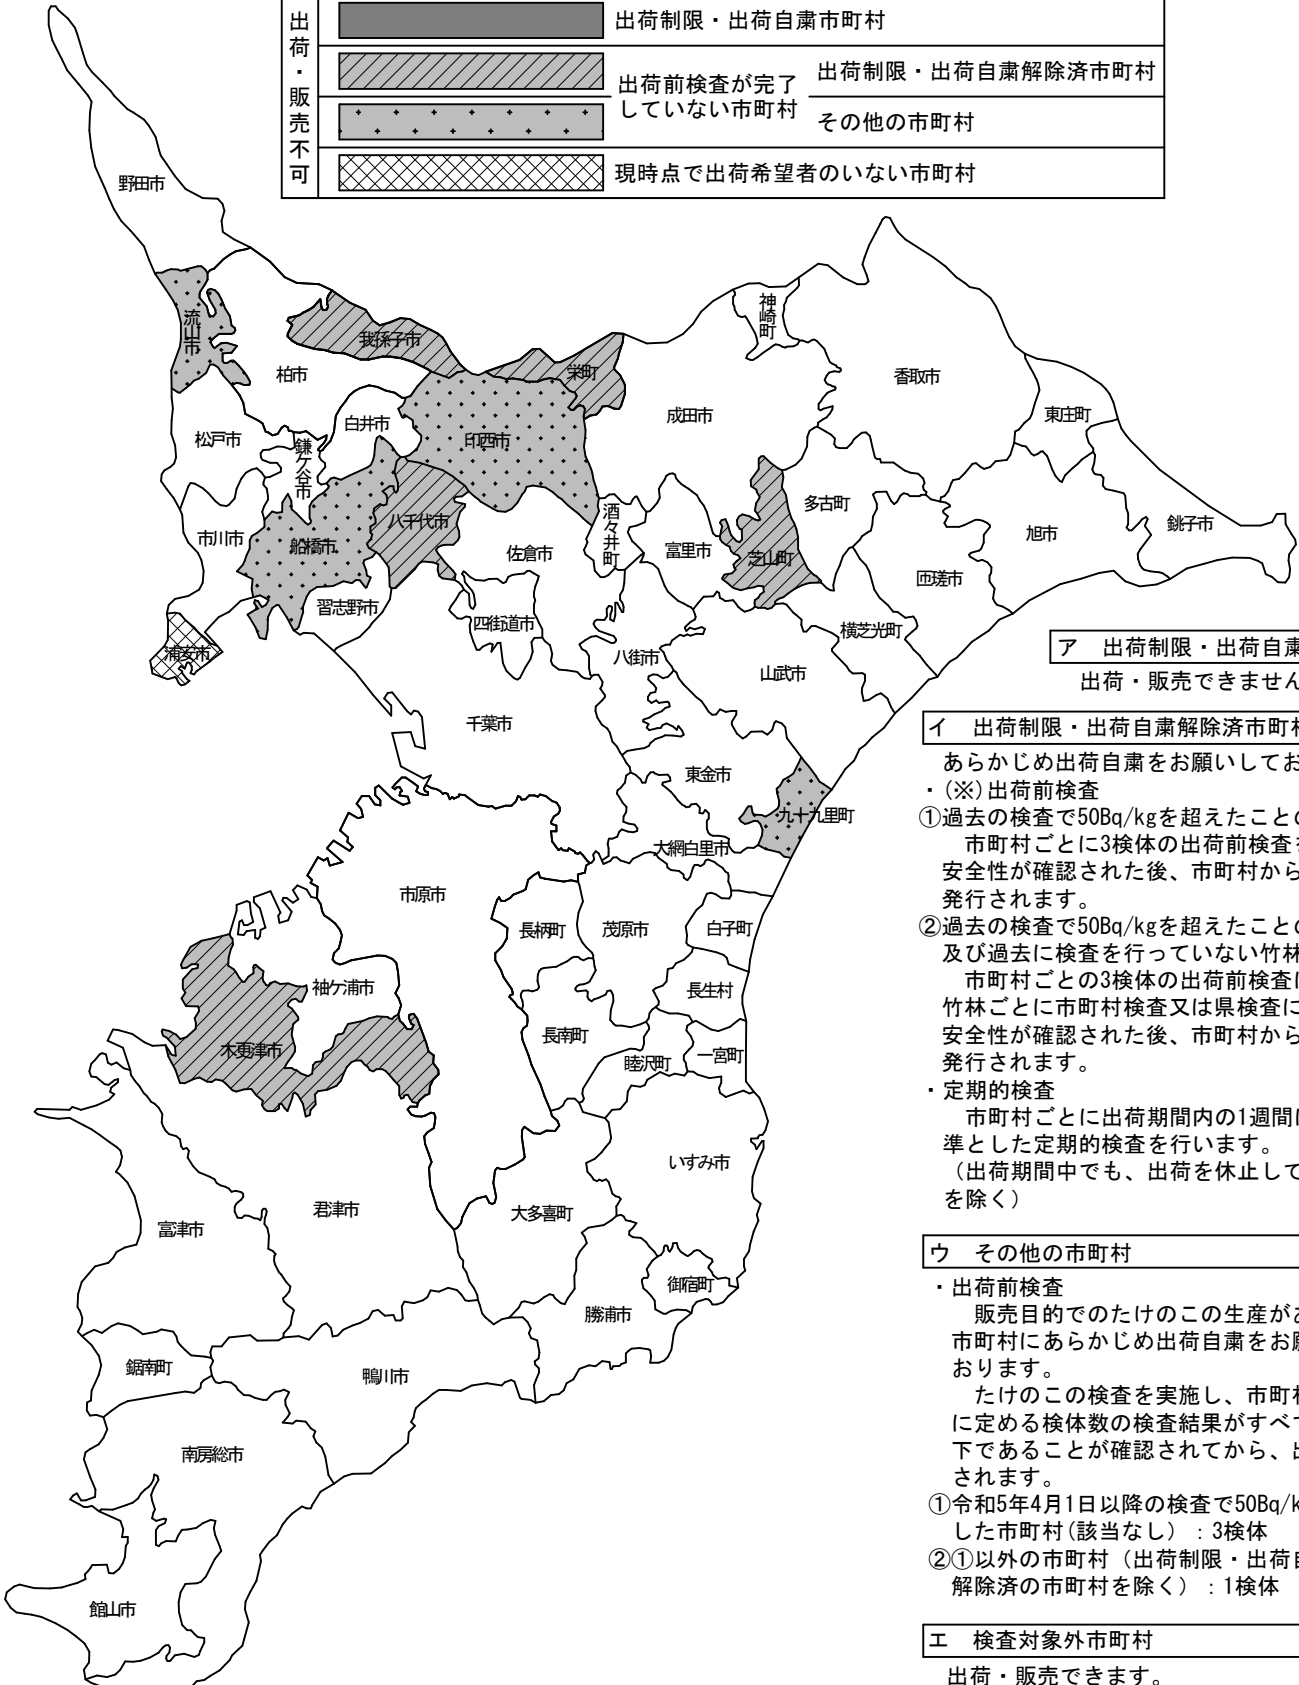 出荷・販売不可
出荷制限・出荷自粛市町村
出荷前検査が完了
していない市町村
出荷制限・出荷自粛解除済市町村
その他の市町村
現時点で出荷希望者のいない市町村
野田市
流山市
我孫子市
柏市
栄町
神崎町
香取市
成田市
東庄町
白井市
印西市
松戸市
鎌ケ谷市
多古町
銚子市
旭市
市川市
船橋市
八千代市
佐倉市
酒々井町
富里市
芝山町
匝瑳市
習志野市
四街道市
横芝光町
浦安市
八街市
山武市
千葉市
東金市
九十九里町
大網白里市
市原市
長柄町
茂原市
白子町
袖ケ浦市
長生村
木更津市
長南町
睦沢町
一宮町
いすみ市
君津市
大多喜町
富津市
御宿町
勝浦市
鋸南町
鴨川市
南房総市
館山市
ア 出荷制限・出荷自粛
出荷・販売できません
イ 出荷制限・出荷自粛解除済市町村
あらかじめ出荷自粛をお願いしてお
・(※)出荷前検査
①過去の検査で50Bq/kgを超えたことの
市町村ごとに3検体の出荷前検査を
安全性が確認された後、市町村から
発行されます。
②過去の検査で50Bq/kgを超えたことの
及び過去に検査を行っていない竹林
市町村ごとの3検体の出荷前検査に
竹林ごとに市町村検査又は県検査に
安全性が確認された後、市町村から
発行されます。
・定期的検査
市町村ごとに出荷期間内の1週間に
準とした定期的検査を行います。
（出荷期間中でも、出荷を休止して
を除く）
ウ その他の市町村
・出荷前検査
販売目的でのたけのこの生産があ
市町村にあらかじめ出荷自粛をお願
おります。
たけのこの検査を実施し、市町村
に定める検体数の検査結果がすべて
下であることが確認されてから、出
されます。
①令和5年4月1日以降の検査で50Bq/k
した市町村(該当なし）：3検体
②①以外の市町村（出荷制限・出荷自
解除済の市町村を除く）：1検体
エ 検査対象外市町村
出荷・販売できます。